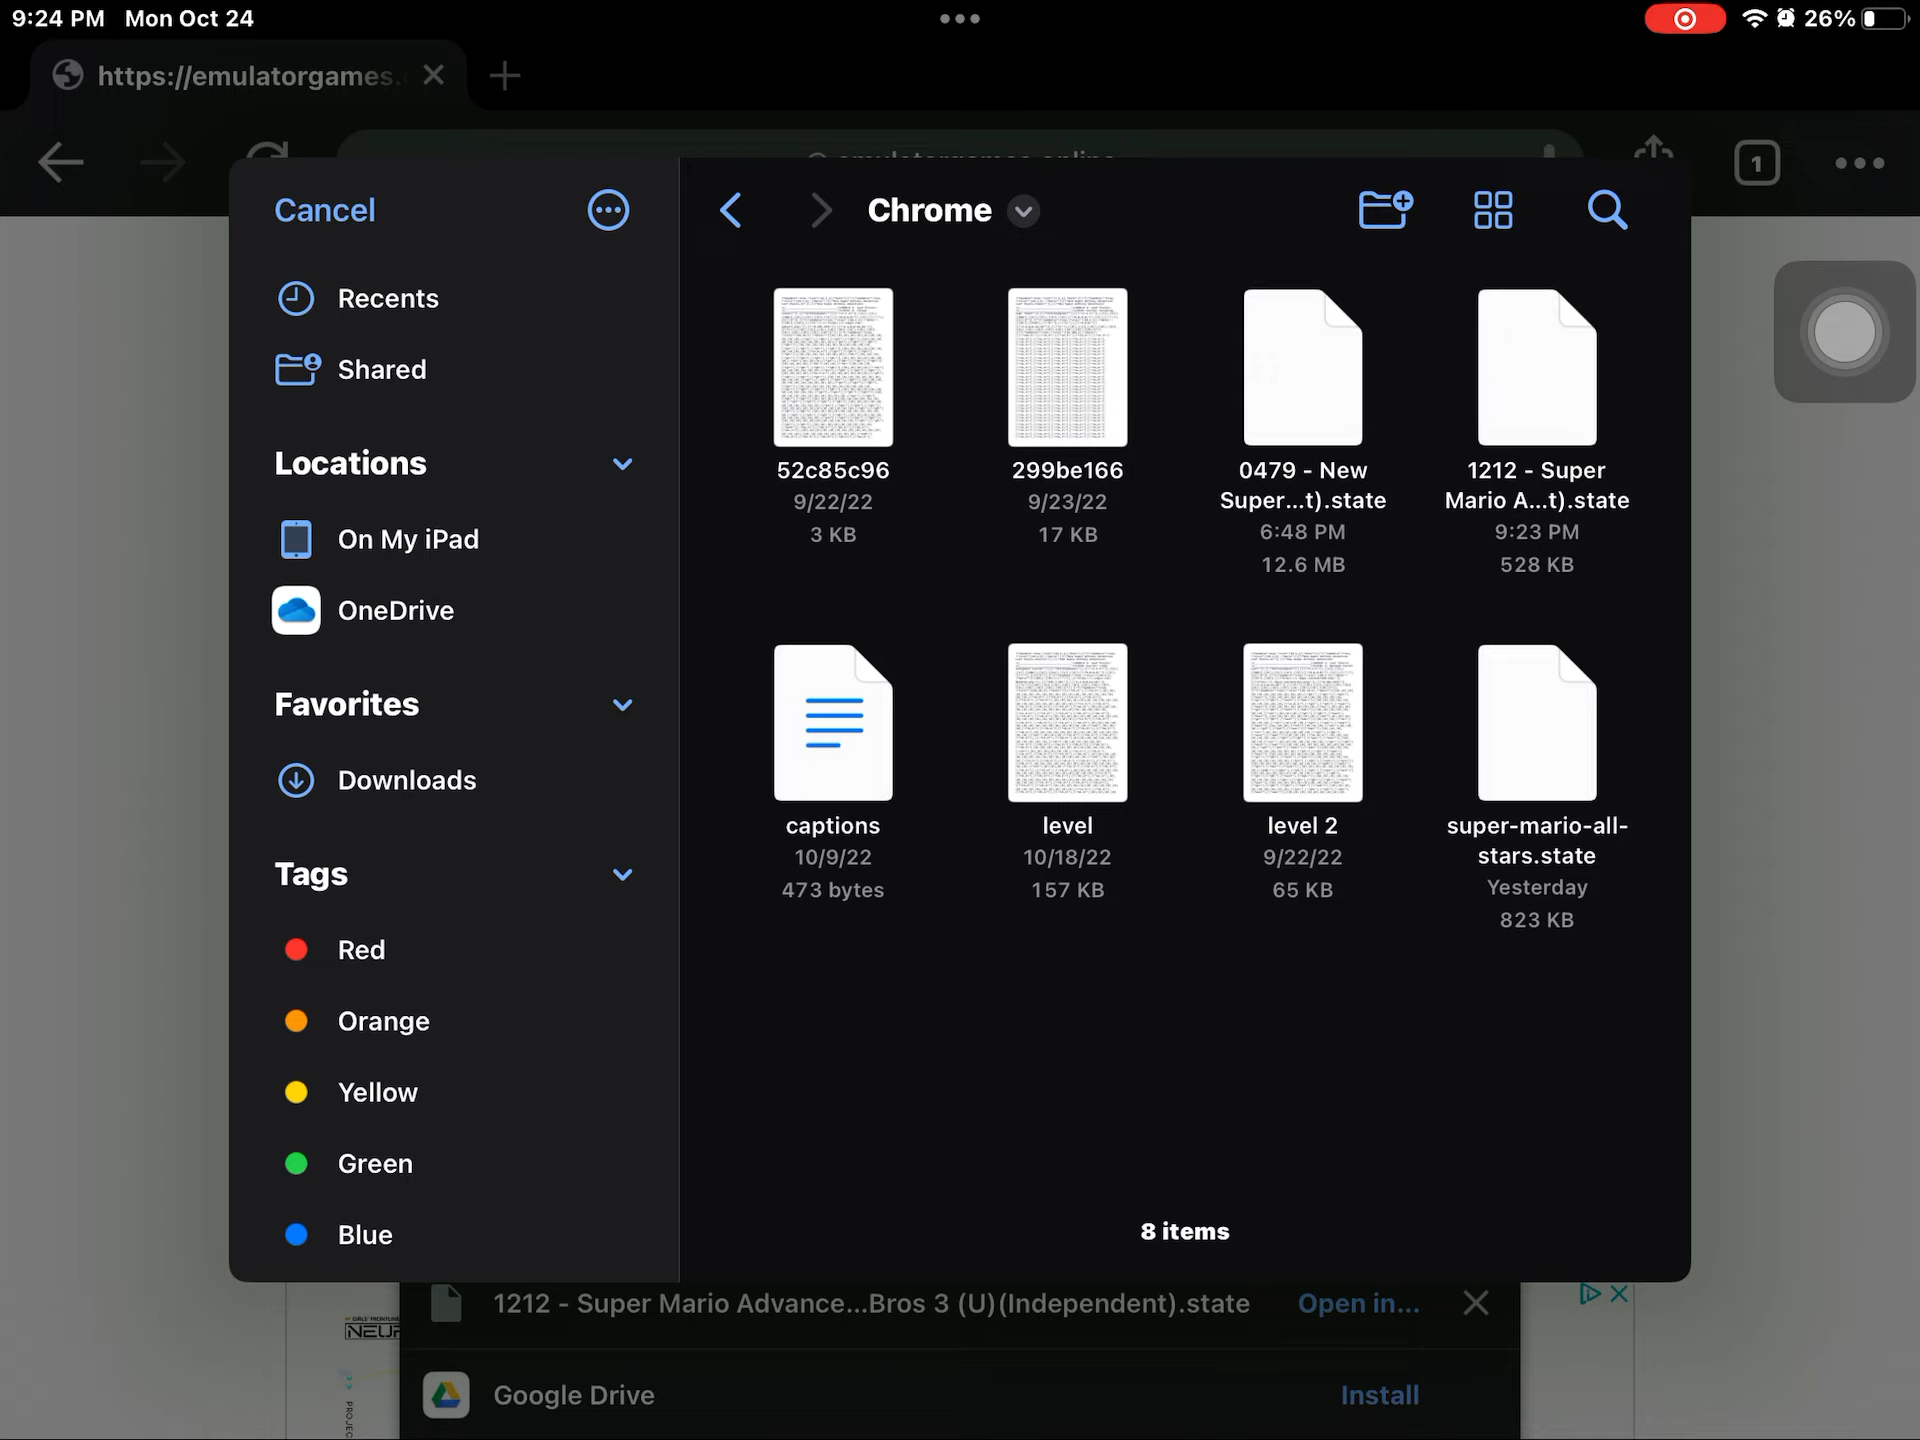 9:24 PM Mon Oct 24
26%
https://emulatorgames.
1
Cancel
Recents
Shared
Locations
On My iPad
OneDrive
Favorites
Downloads
Tags
Red
Orange
Yellow
Green
Blue
Chrome
52c85c96
9/22/22
3 KB
299be166
9/23/22
17 KB
0479 - New
Super...t).state
6:48 PM
12.6 MB
1212 - Super
Mario A...t).state
9:23 PM
528 KB
captions
10/9/22
473 bytes
level
10/18/22
157 KB
level 2
9/22/22
65 KB
super-mario-all-
stars.state
Yesterday
823 KB
8 items
1212 - Super Mario Advance...Bros 3 (U)(Independent).state
Open in...
Google Drive
Install